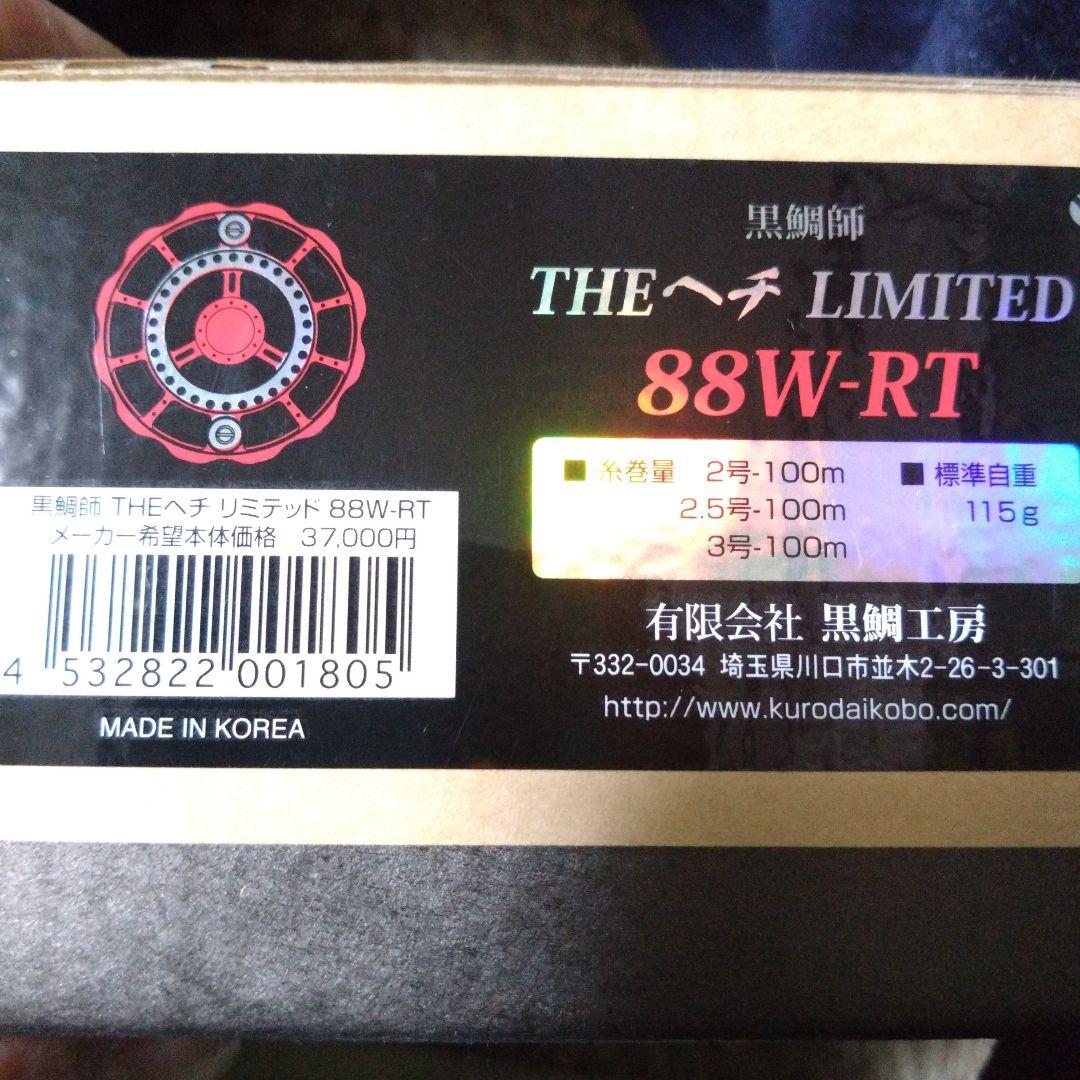 黒鯛師
THEヘチ LIMITED
88W-RT
■ 糸巻量 2号-100m
2.5号-100m
3号-100m
■ 標準自重
115g
有限会社 黒鯛工房
〒332-0034 埼玉県川口市並木2-26-3-301
http://www.kurodaikobo.com/
黒鯛師 THEヘチ リミテッド 88W-RT
メーカー希望本体価格 37,000円
4 532822 001805
MADE IN KOREA